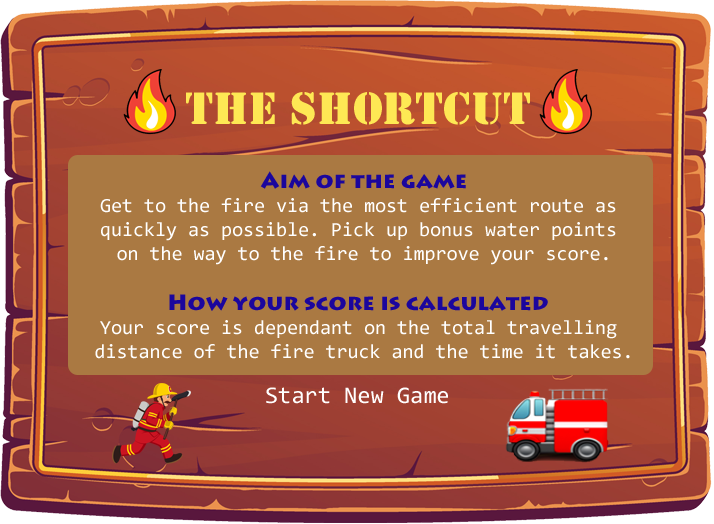 THE SHORTCUT
AIM OF THE GAME
Get to the fire via the most efficient route as
quickly as possible. Pick up bonus water points
on the way to the fire to improve your score.
HOW YOUR SCORE IS CALCULATED
Your score is dependant on the total travelling
distance of the fire truck and the time it takes.
Start New Game